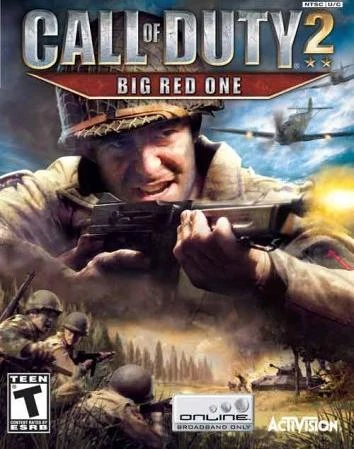 NTSC U/C
CALL OF DUTY 2
®
BIG RED ONE
TEEN
T
CONTENT RATED BY
ESRB
ONLINE
BROADBAND ONLY
ACTIVISION